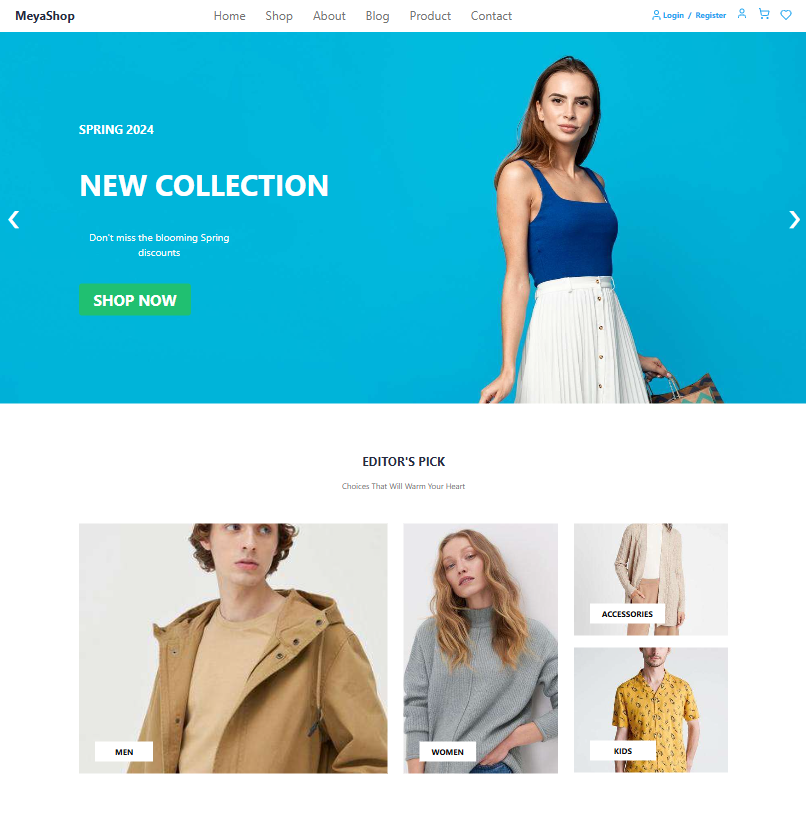 MeyaShop
Home Shop About Blog Product Contact
Login / Register
SPRING 2024
NEW COLLECTION
Don't miss the blooming Spring
discounts
SHOP NOW
EDITOR'S PICK
Choices That Will Warm Your Heart
MEN
WOMEN
ACCESSORIES
KIDS